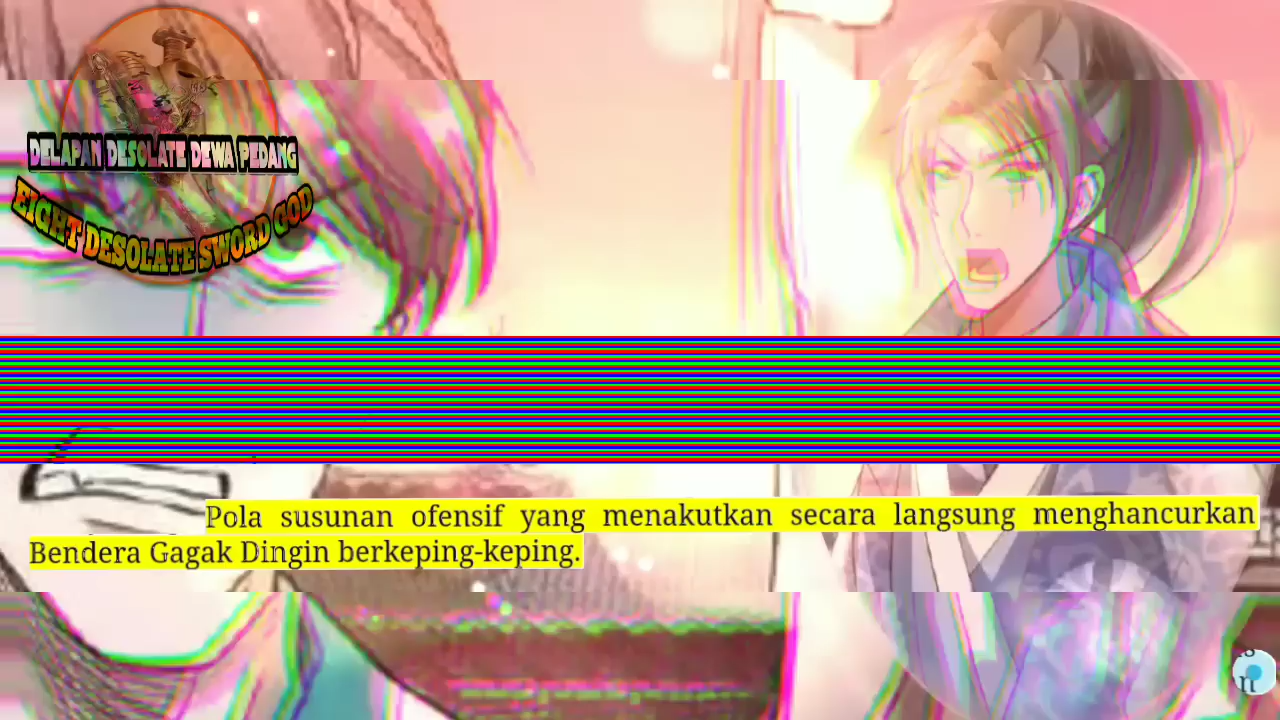 DELAPAN DESOLATE DEWA PEDANG
EIGHT DESOLATE SWORD GOD
Pola susunan ofensif yang menakutkan secara langsung menghancurkan
Bendera Gagak Dingin berkeping-keping.